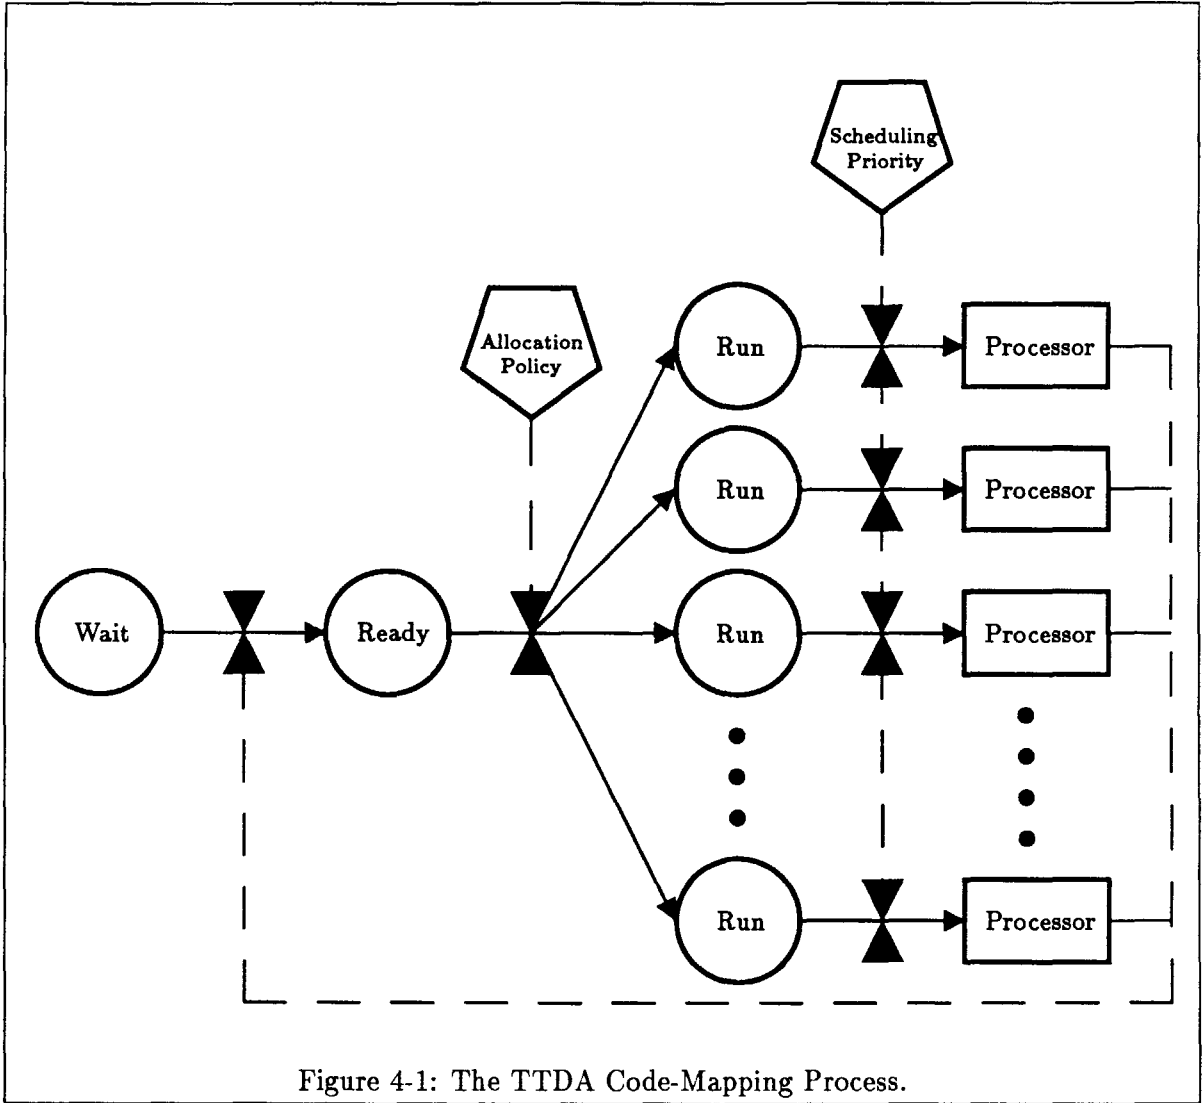 Scheduling
Priority
Allocation
Policy
Run
Processor
Run
Processor
Wait
Ready
Run
Processor
Run
Processor
Figure 4-1: The TTDA Code-Mapping Process.